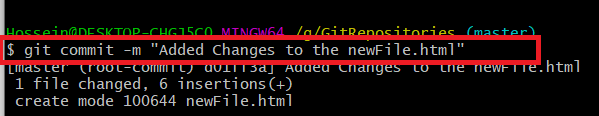 Hossein@DESKTOP-CHGJ5CO MINGW64 /g/GitRepositories (master)
$ git commit -m "Added Changes to the newFile.html"
[master (root-commit) d01ff3a] Added Changes to the newFile.html
1 file changed, 6 insertions(+)
create mode 100644 newFile.html